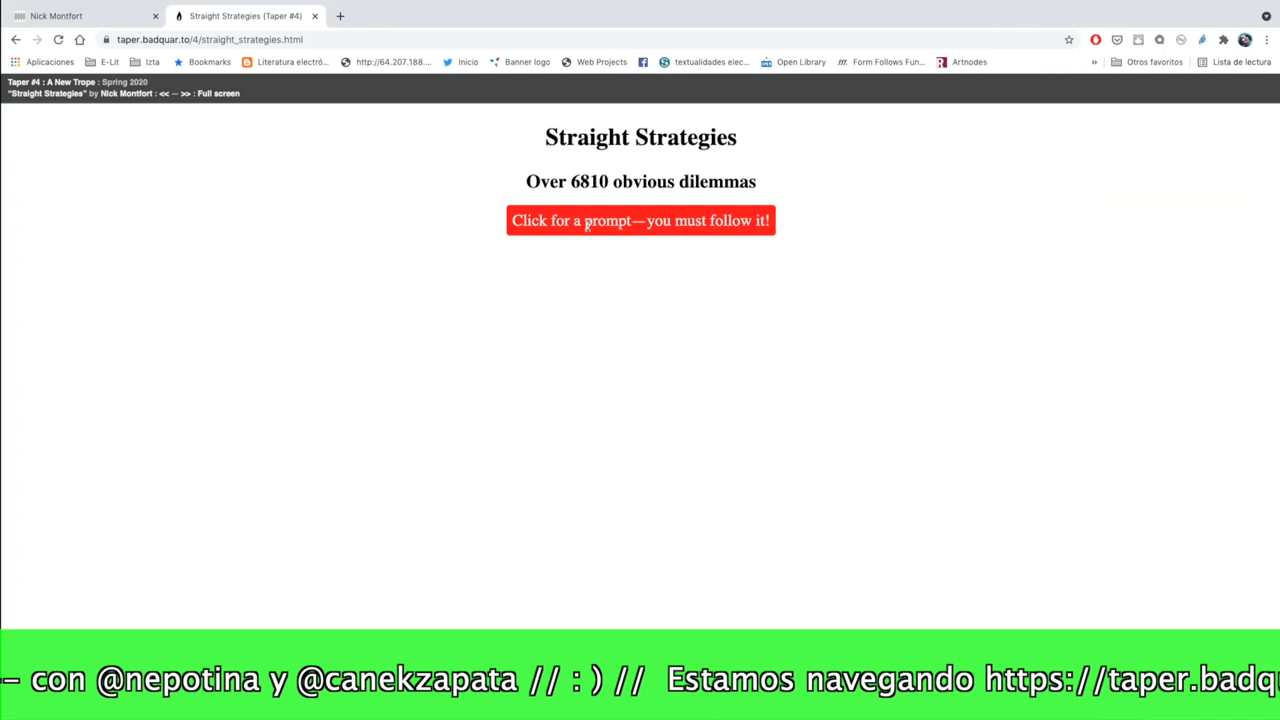 Nick Montfort
Straight Strategies (Taper #4)
taper.badquar.to/4/straight_strategies.html
Aplicaciones E-Lit Izta Bookmarks Literatura electró... http://64.207.188.... Inicio Banner logo Web Projects textualidades elec... Open Library Form Follows Fun... Artnodes » Otros favoritos Lista de lectura
Taper #4 : A New Trope : Spring 2020
"Straight Strategies" by Nick Montfort : << — >> : Full screen
Straight Strategies
Over 6810 obvious dilemmas
Click for a prompt—you must follow it!
-- con @nepotina y @canekzapata // : ) // Estamos navegando https://taper.badqu